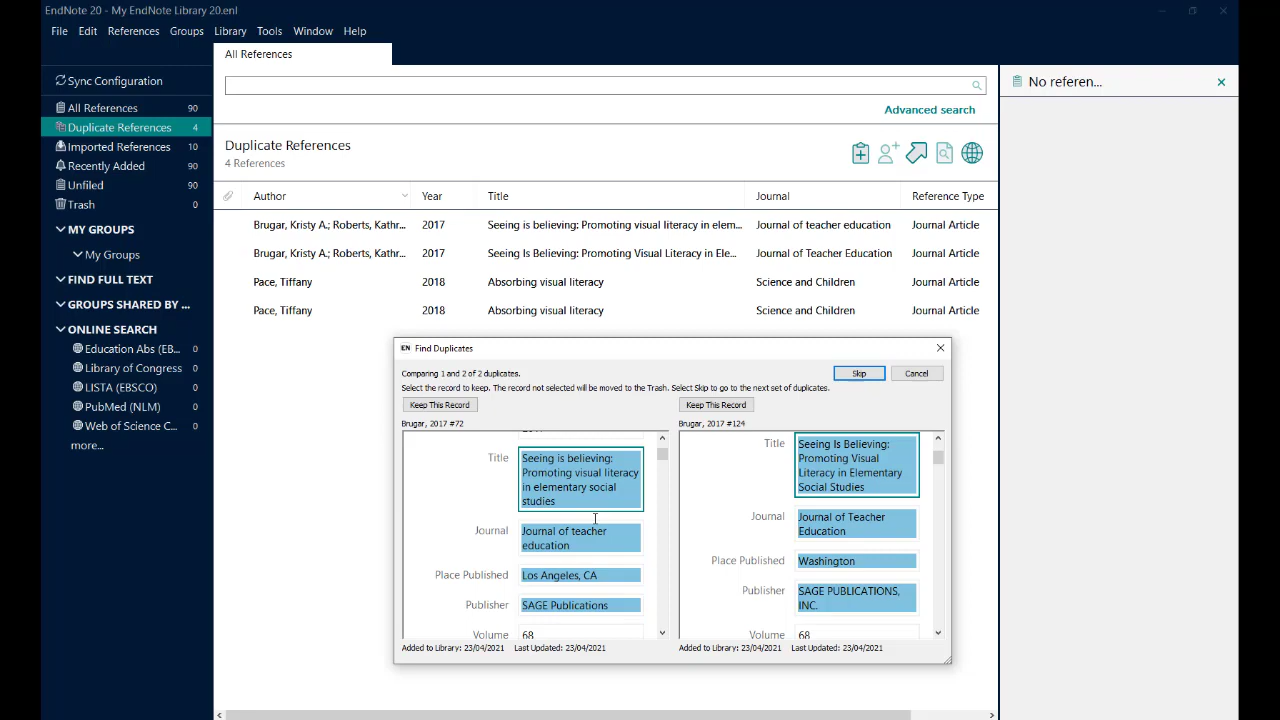 EndNote 20 - My EndNote Library 20.enl
File Edit References Groups Library Tools Window Help
All References
Sync Configuration
All References 90
Duplicate References 4
Imported References 10
Recently Added 90
Unfiled 90
Trash 0
MY GROUPS
My Groups
FIND FULL TEXT
GROUPS SHARED BY ...
ONLINE SEARCH
Education Abs (EB... 0
Library of Congress 0
LISTA (EBSCO) 0
PubMed (NLM) 0
Web of Science C... 0
more...
Advanced search
Duplicate References
4 References
Author Year Title Journal Reference Type
Brugar, Kristy A.; Roberts, Kathr... 2017 Seeing is believing: Promoting visual literacy in elem... Journal of teacher education Journal Article
Brugar, Kristy A.; Roberts, Kathr... 2017 Seeing Is Believing: Promoting Visual Literacy in Ele... Journal of Teacher Education Journal Article
Pace, Tiffany 2018 Absorbing visual literacy Science and Children Journal Article
Pace, Tiffany 2018 Absorbing visual literacy Science and Children Journal Article
No referen...
EN Find Duplicates
Comparing 1 and 2 of 2 duplicates.
Skip Cancel
Select the record to keep. The record not selected will be moved to the Trash. Select Skip to go to the next set of duplicates.
Keep This Record
Brugar, 2017 #72
Title Seeing is believing:
Promoting visual literacy
in elementary social
studies
Journal Journal of teacher
education
Place Published Los Angeles, CA
Publisher SAGE Publications
Volume 68
Added to Library: 23/04/2021 Last Updated: 23/04/2021
Keep This Record
Brugar, 2017 #124
Title Seeing Is Believing:
Promoting Visual
Literacy in Elementary
Social Studies
Journal Journal of Teacher
Education
Place Published Washington
Publisher SAGE PUBLICATIONS,
INC.
Volume 68
Added to Library: 23/04/2021 Last Updated: 23/04/2021